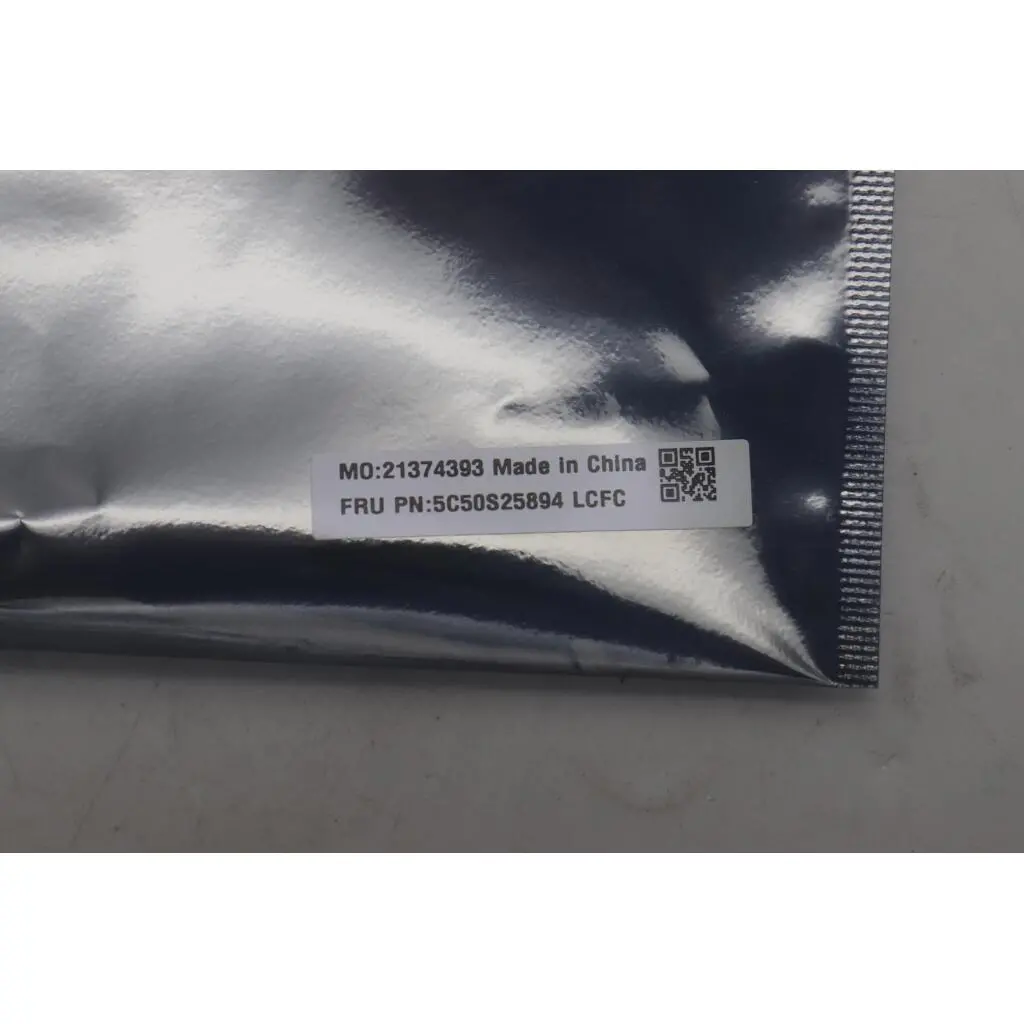 MO:21374393 Made in China
FRU PN:5C50S25894 LCFC